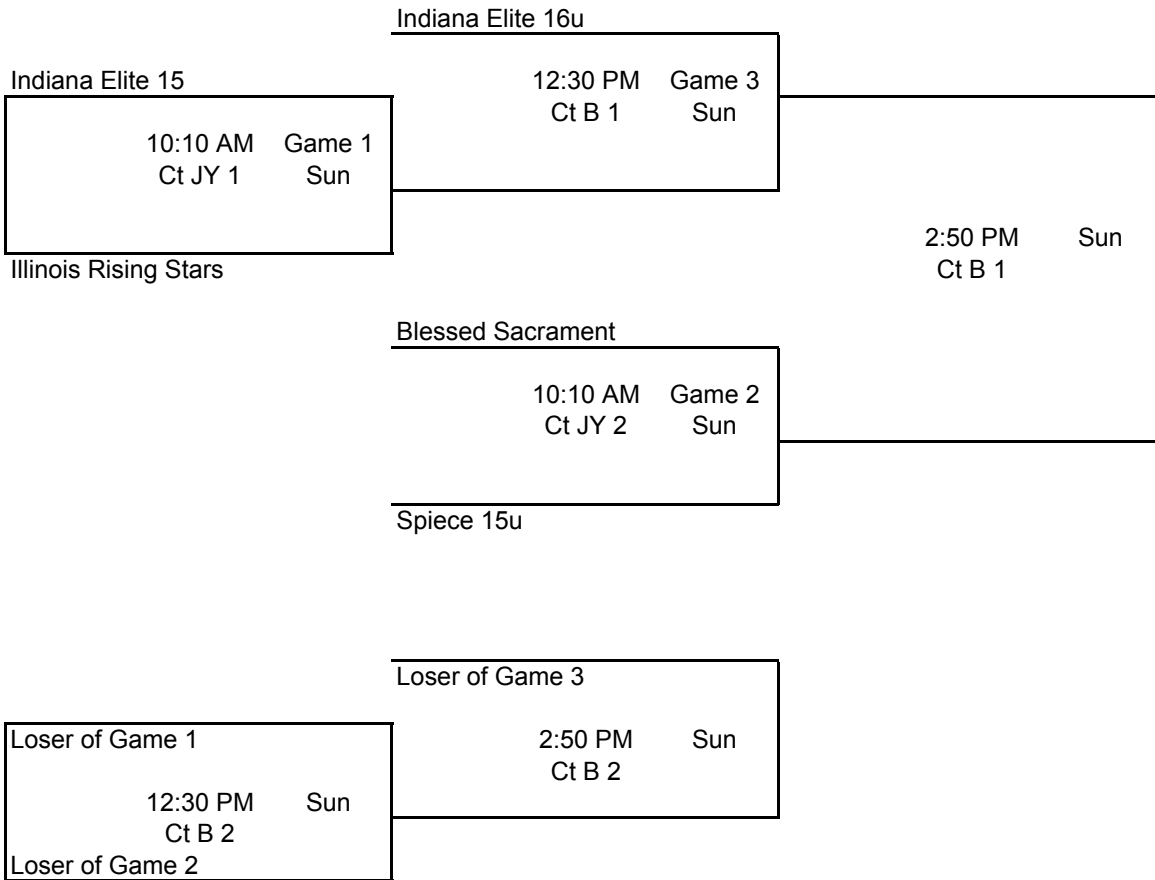 Indiana Elite 16u
Indiana Elite 15
12:30 PM Game 3
Ct B 1 Sun
10:10 AM Game 1
Ct JY 1 Sun
2:50 PM Sun
Illinois Rising Stars
Ct B 1
Blessed Sacrament
10:10 AM Game 2
Ct JY 2 Sun
Spiece 15u
Loser of Game 3
Loser of Game 1
2:50 PM Sun
Ct B 2
12:30 PM Sun
Ct B 2
Loser of Game 2